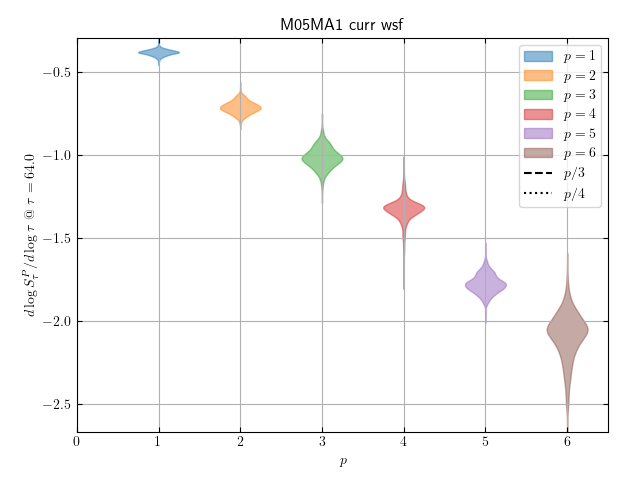 M05MA1 curr wsf
d log S_τ^P / d log τ @ τ = 64.0
−0.5
−1.0
−1.5
−2.0
−2.5
0
1
2
3
4
5
6
p
p = 1
p = 2
p = 3
p = 4
p = 5
p = 6
p/3
p/4